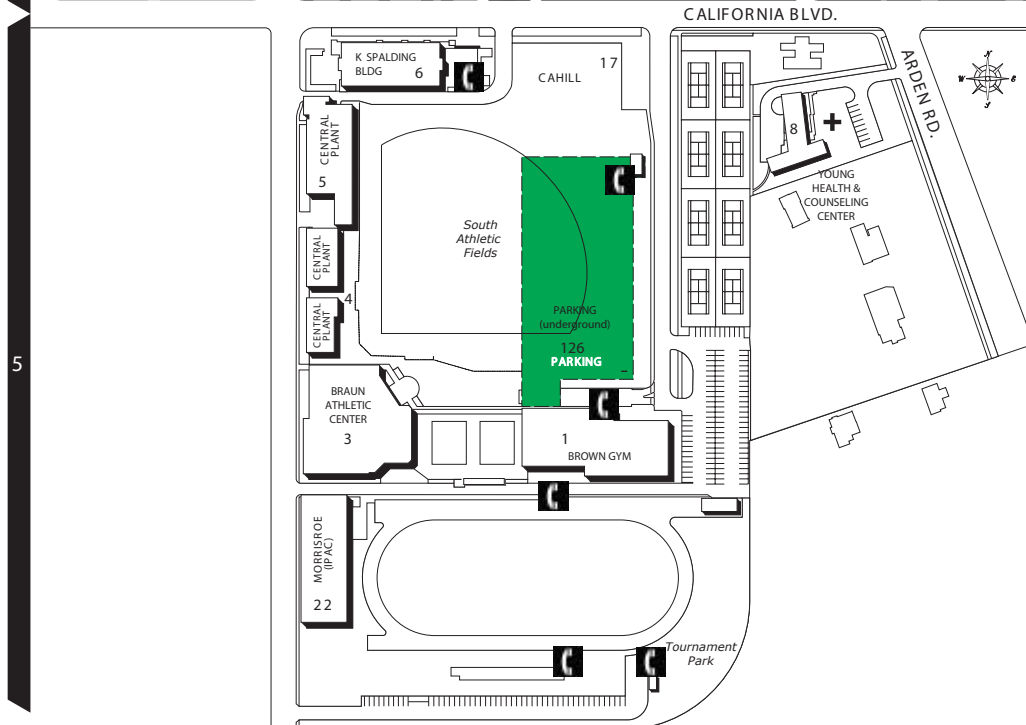 CALIFORNIA BLVD.
K SPALDING
BLDG
6
CAHILL
17
ARDEN RD.
N
W
E
S
CENTRAL
PLANT
5
8
YOUNG
HEALTH &
COUNSELING
CENTER
South
Athletic
Fields
CENTRAL
PLANT
4
CENTRAL
PLANT
PARKING
(underground)
126
PARKING
5
BRAUN
ATHLETIC
CENTER
3
1
BROWN GYM
MORRISROE
(IPAC)
22
Tournament
Park